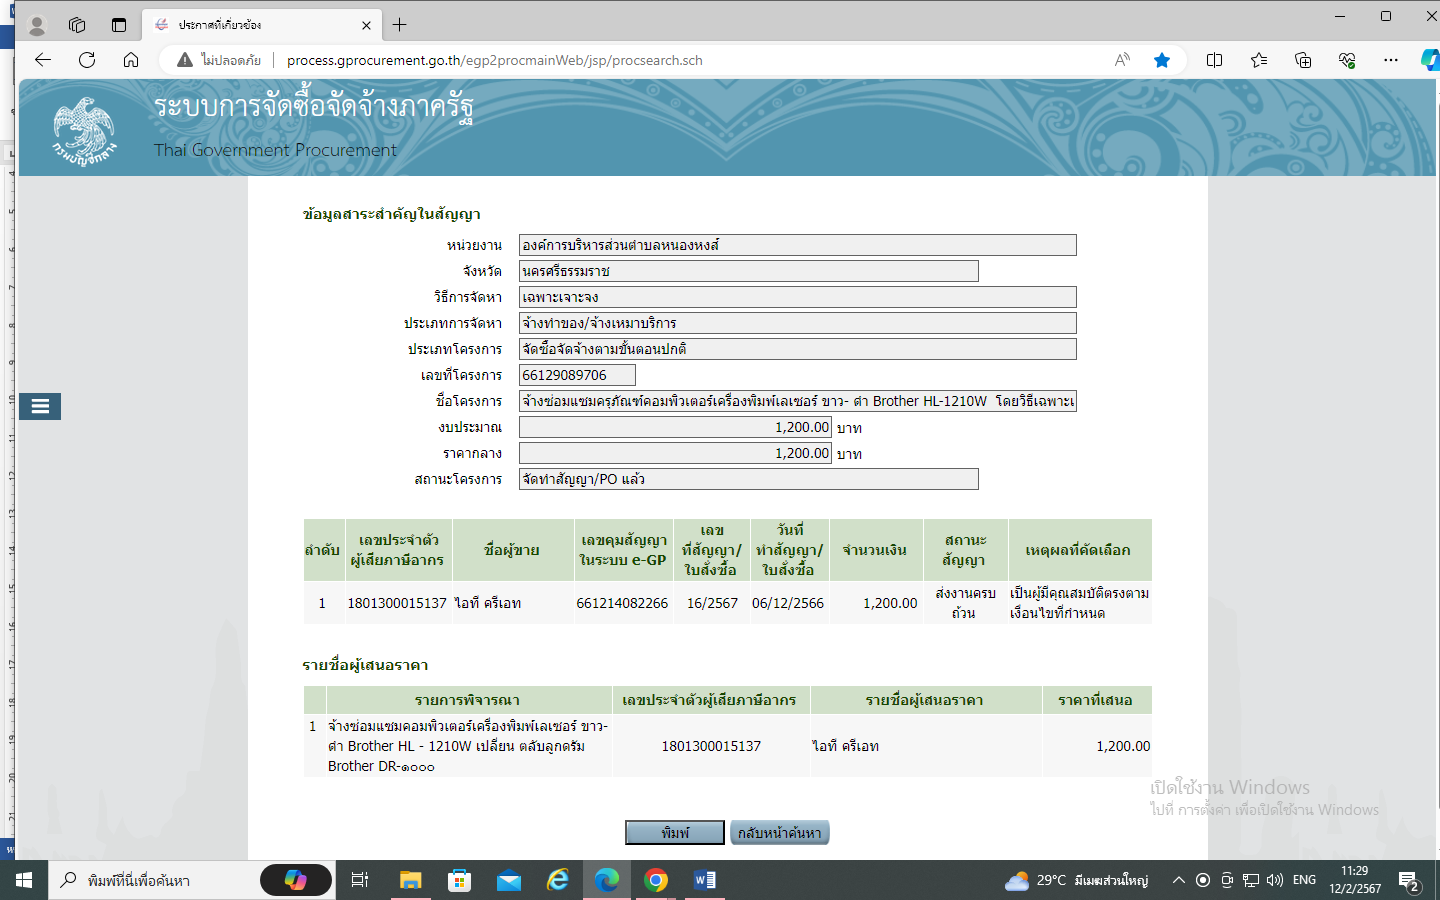 ประกาศที่เกี่ยวข้อง
ไม่ปลอดภัย
process.gprocurement.go.th/egp2procmainWeb/jsp/procsearch.sch
ระบบการจัดซื้อจัดจ้างภาครัฐ
Thai Government Procurement
กรมบัญชีกลาง
ข้อมูลสาระสำคัญในสัญญา
หน่วยงาน องค์การบริหารส่วนตำบลหนองหงส์
จังหวัด นครศรีธรรมราช
วิธีการจัดหา เฉพาะเจาะจง
ประเภทการจัดหา จ้างทำของ/จ้างเหมาบริการ
ประเภทโครงการ จัดซื้อจัดจ้างตามขั้นตอนปกติ
เลขที่โครงการ 66129089706
ชื่อโครงการ จ้างซ่อมแซมครุภัณฑ์คอมพิวเตอร์เครื่องพิมพ์เลเซอร์ ขาว- ดำ Brother HL-1210W โดยวิธีเฉพาะเ
งบประมาณ 1,200.00 บาท
ราคากลาง 1,200.00 บาท
สถานะโครงการ จัดทำสัญญา/PO แล้ว
ลำดับ เลขประจำตัวผู้เสียภาษีอากร ชื่อผู้ขาย เลขคุมสัญญาในระบบ e-GP เลขที่สัญญา/ใบสั่งซื้อ วันที่ทำสัญญา/ใบสั่งซื้อ จำนวนเงิน สถานะสัญญา เหตุผลที่คัดเลือก
1 1801300015137 ไอที ครีเอท 661214082266 16/2567 06/12/2566 1,200.00 ส่งงานครบถ้วน เป็นผู้มีคุณสมบัติตรงตามเงื่อนไขที่กำหนด
รายชื่อผู้เสนอราคา
รายการพิจารณา เลขประจำตัวผู้เสียภาษีอากร รายชื่อผู้เสนอราคา ราคาที่เสนอ
1 จ้างซ่อมแซมคอมพิวเตอร์เครื่องพิมพ์เลเซอร์ ขาว-
ดำ Brother HL - 1210W เปลี่ยน ตลับลูกดรัม 1801300015137 ไอที ครีเอท 1,200.00
Brother DR-๑๐๐๐
เปิดใช้งาน Windows
ไปที่ การตั้งค่า เพื่อเปิดใช้งาน Windows
พิมพ์ กลับหน้าค้นหา
พิมพ์ที่นี่เพื่อค้นหา
29°C มีเมฆส่วนใหญ่
ENG
11:29
12/2/2567
2